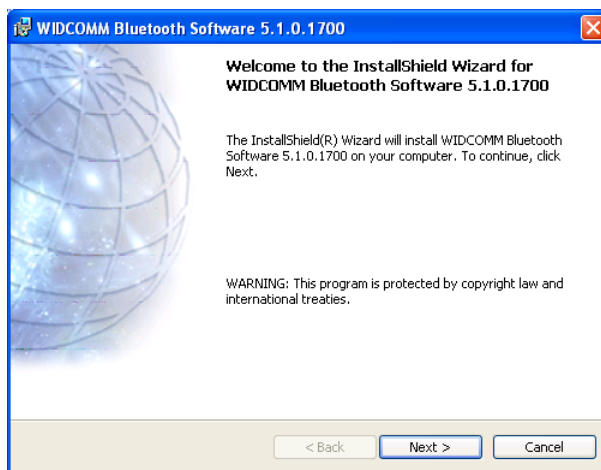 WIDCOMM Bluetooth Software 5.1.0.1700
Welcome to the InstallShield Wizard for
WIDCOMM Bluetooth Software 5.1.0.1700
The InstallShield(R) Wizard will install WIDCOMM Bluetooth
Software 5.1.0.1700 on your computer. To continue, click
Next.
WARNING: This program is protected by copyright law and
international treaties.
< Back Next > Cancel